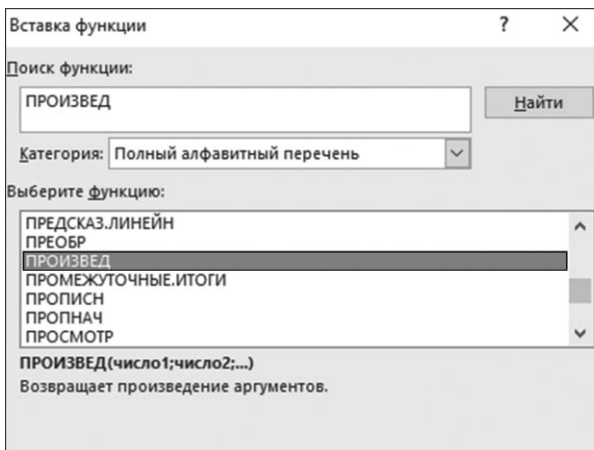 Вставка функции ? ×
Поиск функции:
ПРОИЗВЕД Найти
Категория: Полный алфавитный перечень
Выберите функцию:
ПРЕДСКАЗ.ЛИНЕЙН
ПРЕОБР
ПРОИЗВЕД
ПРОМЕЖУТОЧНЫЕ.ИТОГИ
ПРОПИСН
ПРОПНАЧ
ПРОСМОТР
ПРОИЗВЕД(число1;число2;...)
Возвращает произведение аргументов.